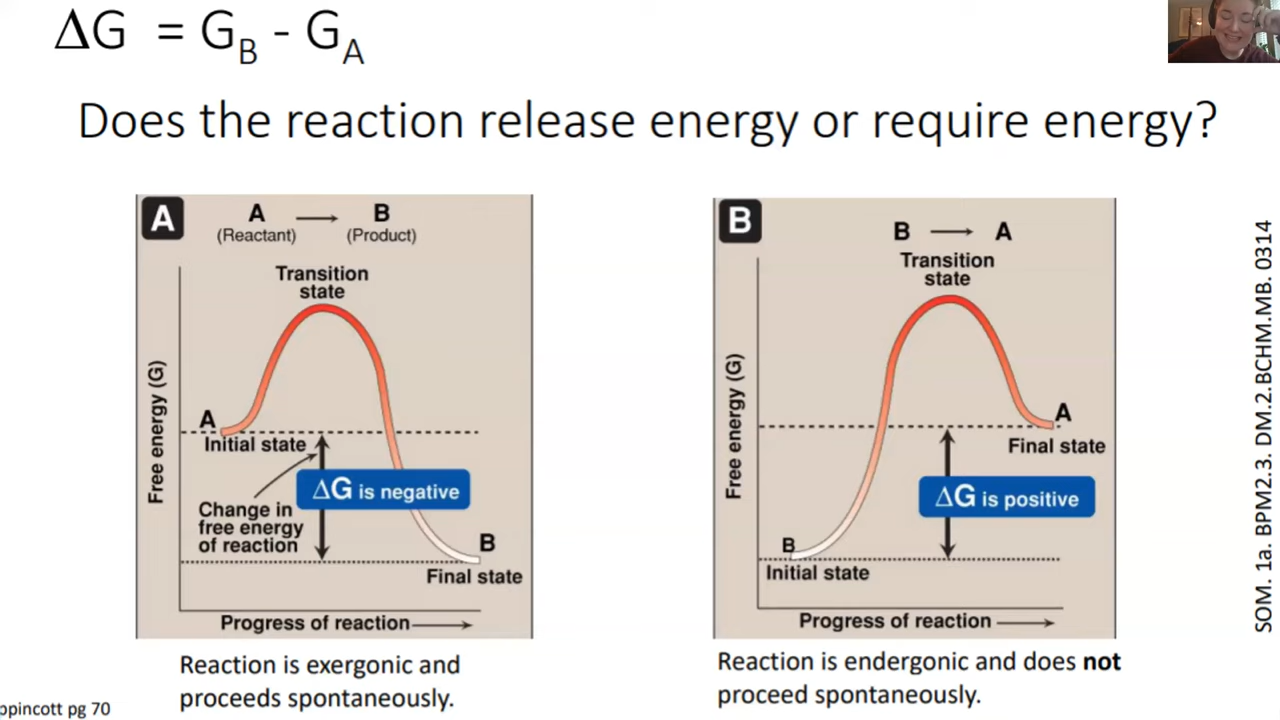 ΔG = G_B - G_A
Does the reaction release energy or require energy?
A
A → B
(Reactant) (Product)
Transition
state
Free energy (G)
A
Initial state
Change in
free energy
of reaction
ΔG is negative
B
Final state
Progress of reaction →
Reaction is exergonic and
proceeds spontaneously.
B
B → A
Transition
state
Free energy (G)
A
Final state
ΔG is positive
B
Initial state
Progress of reaction →
Reaction is endergonic and does not
proceed spontaneously.
SOM. 1a. BPM2.3. DM.2.BCHM.MB. 0314
ppincott pg 70